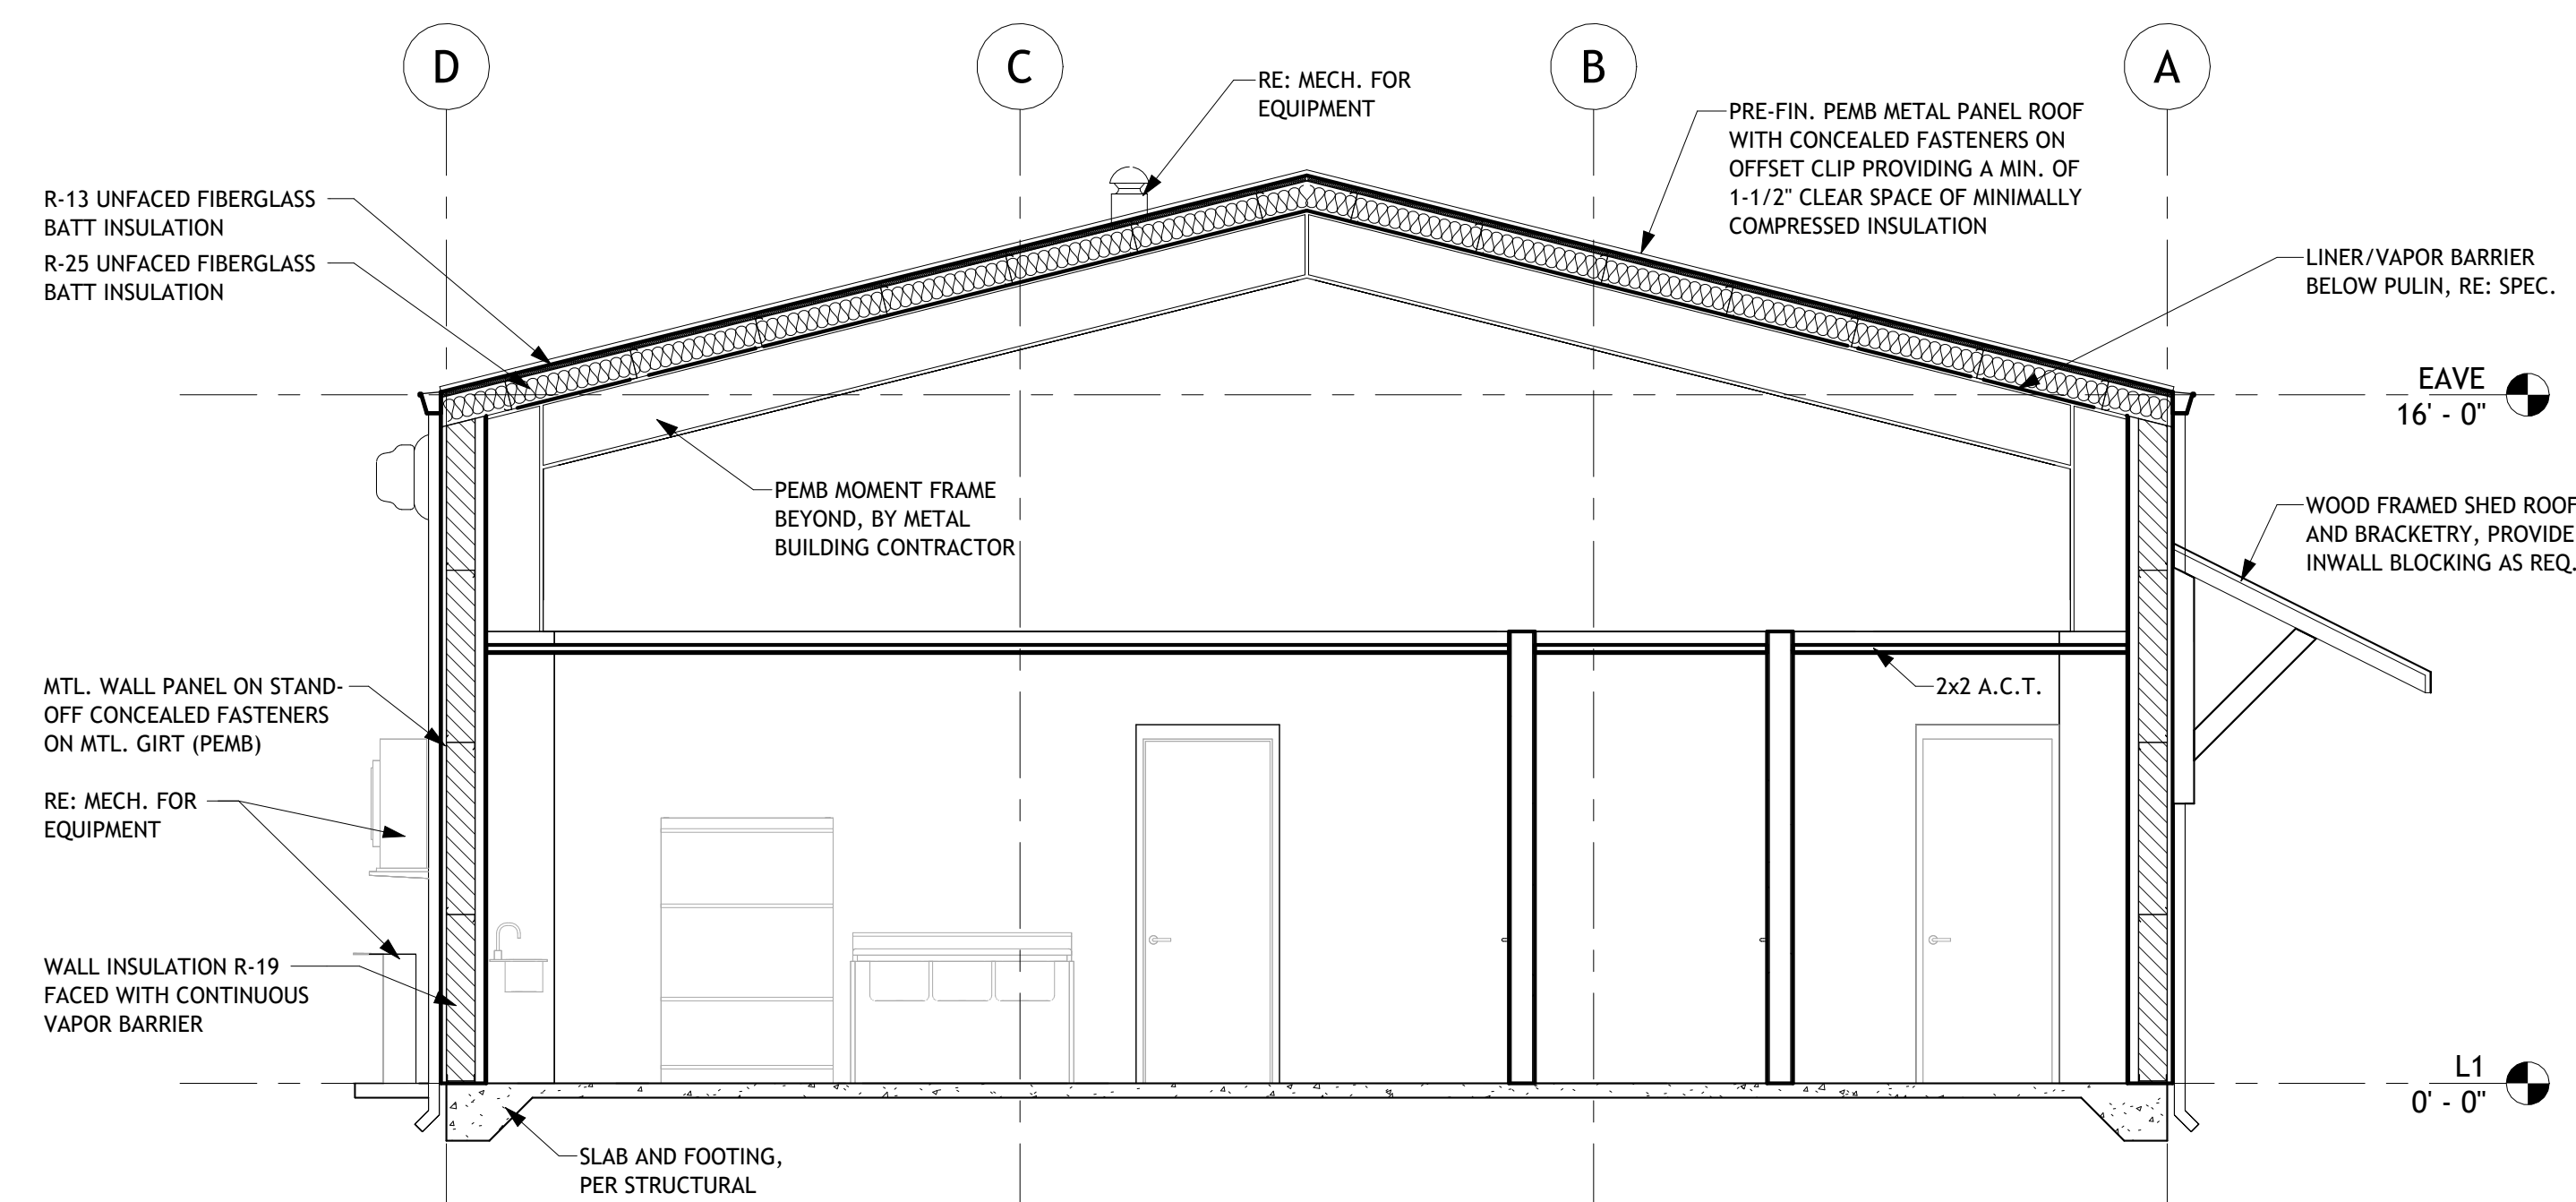 D
C
B
A
RE: MECH. FOR
EQUIPMENT
PRE-FIN. PEMB METAL PANEL ROOF
WITH CONCEALED FASTENERS ON
OFFSET CLIP PROVIDING A MIN. OF
1-1/2" CLEAR SPACE OF MINIMALLY
COMPRESSED INSULATION
R-13 UNFACED FIBERGLASS
BATT INSULATION
R-25 UNFACED FIBERGLASS
BATT INSULATION
LINER/VAPOR BARRIER
BELOW PULIN, RE: SPEC.
EAVE
16' - 0"
PEMB MOMENT FRAME
BEYOND, BY METAL
BUILDING CONTRACTOR
WOOD FRAMED SHED ROOF
AND BRACKETRY, PROVIDE
INWALL BLOCKING AS REQ.
MTL. WALL PANEL ON STAND-
OFF CONCEALED FASTENERS
ON MTL. GIRT (PEMB)
2x2 A.C.T.
RE: MECH. FOR
EQUIPMENT
WALL INSULATION R-19
FACED WITH CONTINUOUS
VAPOR BARRIER
L1
0' - 0"
SLAB AND FOOTING,
PER STRUCTURAL